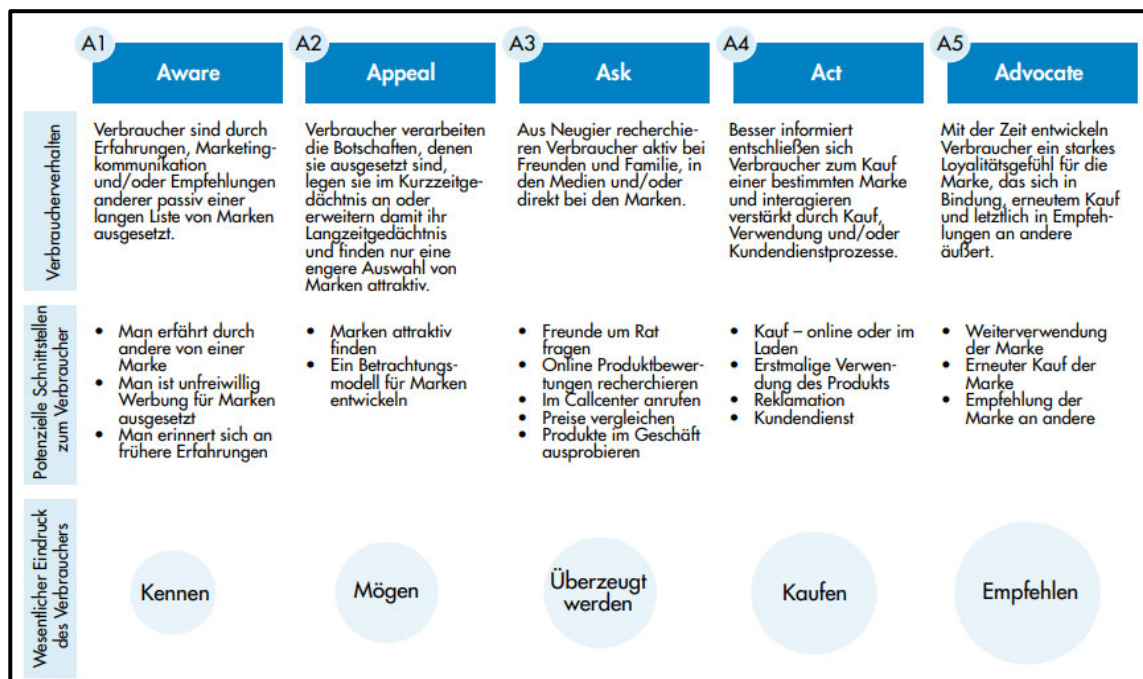 A1
Aware
A2
Appeal
A3
Ask
A4
Act
A5
Advocate
Verbraucherverhalten
Verbraucher sind durch
Erfahrungen, Marketing-
kommunikation
und/oder Empfehlungen
anderer passiv einer
langen Liste von Marken
ausgesetzt.
Verbraucher verarbeiten
die Botschaften, denen
sie ausgesetzt sind,
legen sie im Kurzzeitge-
dächtnis an oder
erweitern damit ihr
Langzeitgedächtnis
und finden nur eine
engere Auswahl von
Marken attraktiv.
Aus Neugier recherchie-
ren Verbraucher aktiv bei
Freunden und Familie, in
den Medien und/oder
direkt bei den Marken.
Besser informiert
entschließen sich
Verbraucher zum Kauf
einer bestimmten Marke
und interagieren
verstärkt durch Kauf,
Verwendung und/oder
Kundendienstprozesse.
Mit der Zeit entwickeln
Verbraucher ein starkes
Loyalitätsgefühl für die
Marke, das sich in
Bindung, erneutem Kauf
und letztlich in Empfeh-
lungen an andere
äußert.
Potenzielle Schnittstellen
zum Verbraucher
• Man erfährt durch
andere von einer
Marke
• Man ist unfreiwillig
Werbung für Marken
ausgesetzt
• Man erinnert sich an
frühere Erfahrungen
• Marken attraktiv
finden
• Ein Betrachtungs-
modell für Marken
entwickeln
• Freunde um Rat
fragen
• Online Produktbewer-
tungen recherchieren
• Im Callcenter anrufen
• Preise vergleichen
• Produkte im Geschäft
ausprobieren
• Kauf – online oder im
Laden
• Erstmalige Verwen-
dung des Produkts
• Reklamation
• Kundendienst
• Weiterverwendung
der Marke
• Erneuter Kauf der
Marke
• Empfehlung der
Marke an andere
Wesentlicher Eindruck
des Verbrauchers
Kennen
Mögen
Überzeugt
werden
Kaufen
Empfehlen